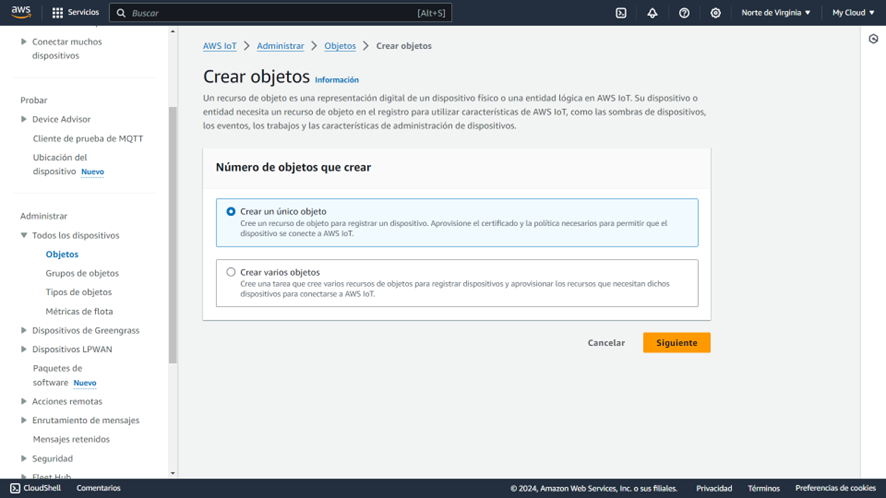 aws
Servicios
Buscar
[Alt+S]
Norte de Virginia
My Cloud
Conectar muchos
dispositivos
Probar
Device Advisor
Cliente de prueba de MQTT
Ubicación del
dispositivo Nuevo
Administrar
Todos los dispositivos
Objetos
Grupos de objetos
Tipos de objetos
Métricas de flota
Dispositivos de Greengrass
Dispositivos LPWAN
Paquetes de
software Nuevo
Acciones remotas
Enrutamiento de mensajes
Mensajes retenidos
Seguridad
Fleet Hub
AWS IoT > Administrar > Objetos > Crear objetos
Crear objetos Información
Un recurso de objeto es una representación digital de un dispositivo físico o una entidad lógica en AWS IoT. Su dispositivo o
entidad necesita un recurso de objeto en el registro para utilizar características de AWS IoT, como las sombras de dispositivos,
los eventos, los trabajos y las características de administración de dispositivos.
Número de objetos que crear
Crear un único objeto
Cree un recurso de objeto para registrar un dispositivo. Aprovisione el certificado y la política necesarios para permitir que el
dispositivo se conecte a AWS IoT.
Crear varios objetos
Cree una tarea que cree varios recursos de objetos para registrar dispositivos y aprovisionar los recursos que necesitan dichos
dispositivos para conectarse a AWS IoT.
Cancelar
Siguiente
CloudShell
Comentarios
© 2024, Amazon Web Services, Inc. o sus filiales.
Privacidad
Términos
Preferencias de cookies